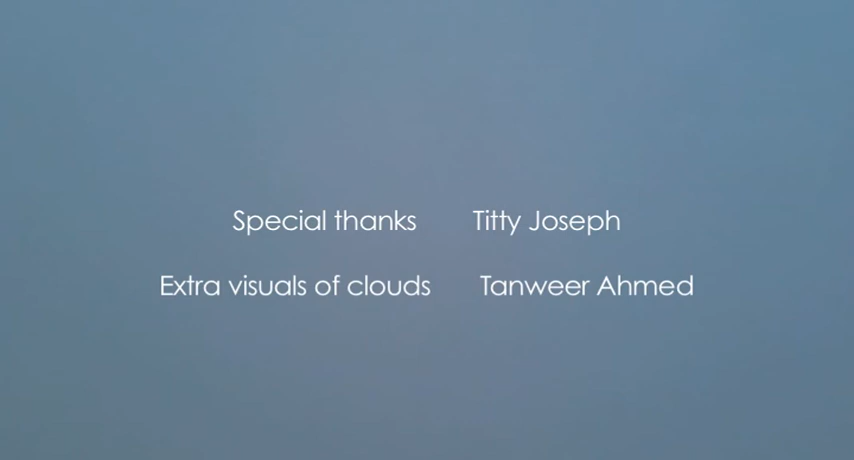 Special thanks Titty Joseph
Extra visuals of clouds Tanweer Ahmed